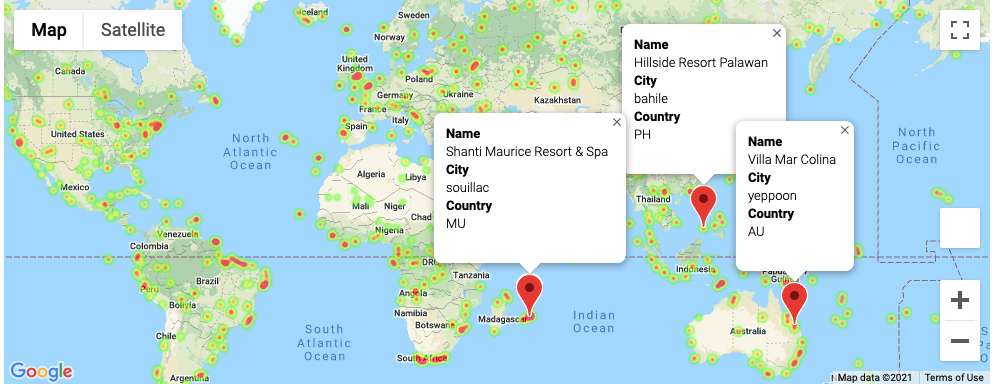 Map
Satellite
Iceland
Sweden
Norway
United
Kingdom
Poland
Germany
Ukraine
France
Kazakhstan
Italy
Spain
Canada
United States
Mexico
North
Atlantic
Ocean
Algeria
Libya
Mali
Niger
Chad
Nigeria
DRC
Tanzania
Angola
Namibia
Botswana
Madagascar
South Africa
Venezuela
Colombia
Peru
Brazil
Bolivia
Chile
Argentina
South
Atlantic
Ocean
Indian
Ocean
Name
Shanti Maurice Resort & Spa
City
souillac
Country
MU
Name
Hillside Resort Palawan
City
bahile
Country
PH
Name
Villa Mar Colina
City
yeppoon
Country
AU
Thailand
Indonesia
Papua
Guinea
Australia
North
Pacific
Ocean
Google
Map data ©2021
Terms of Use